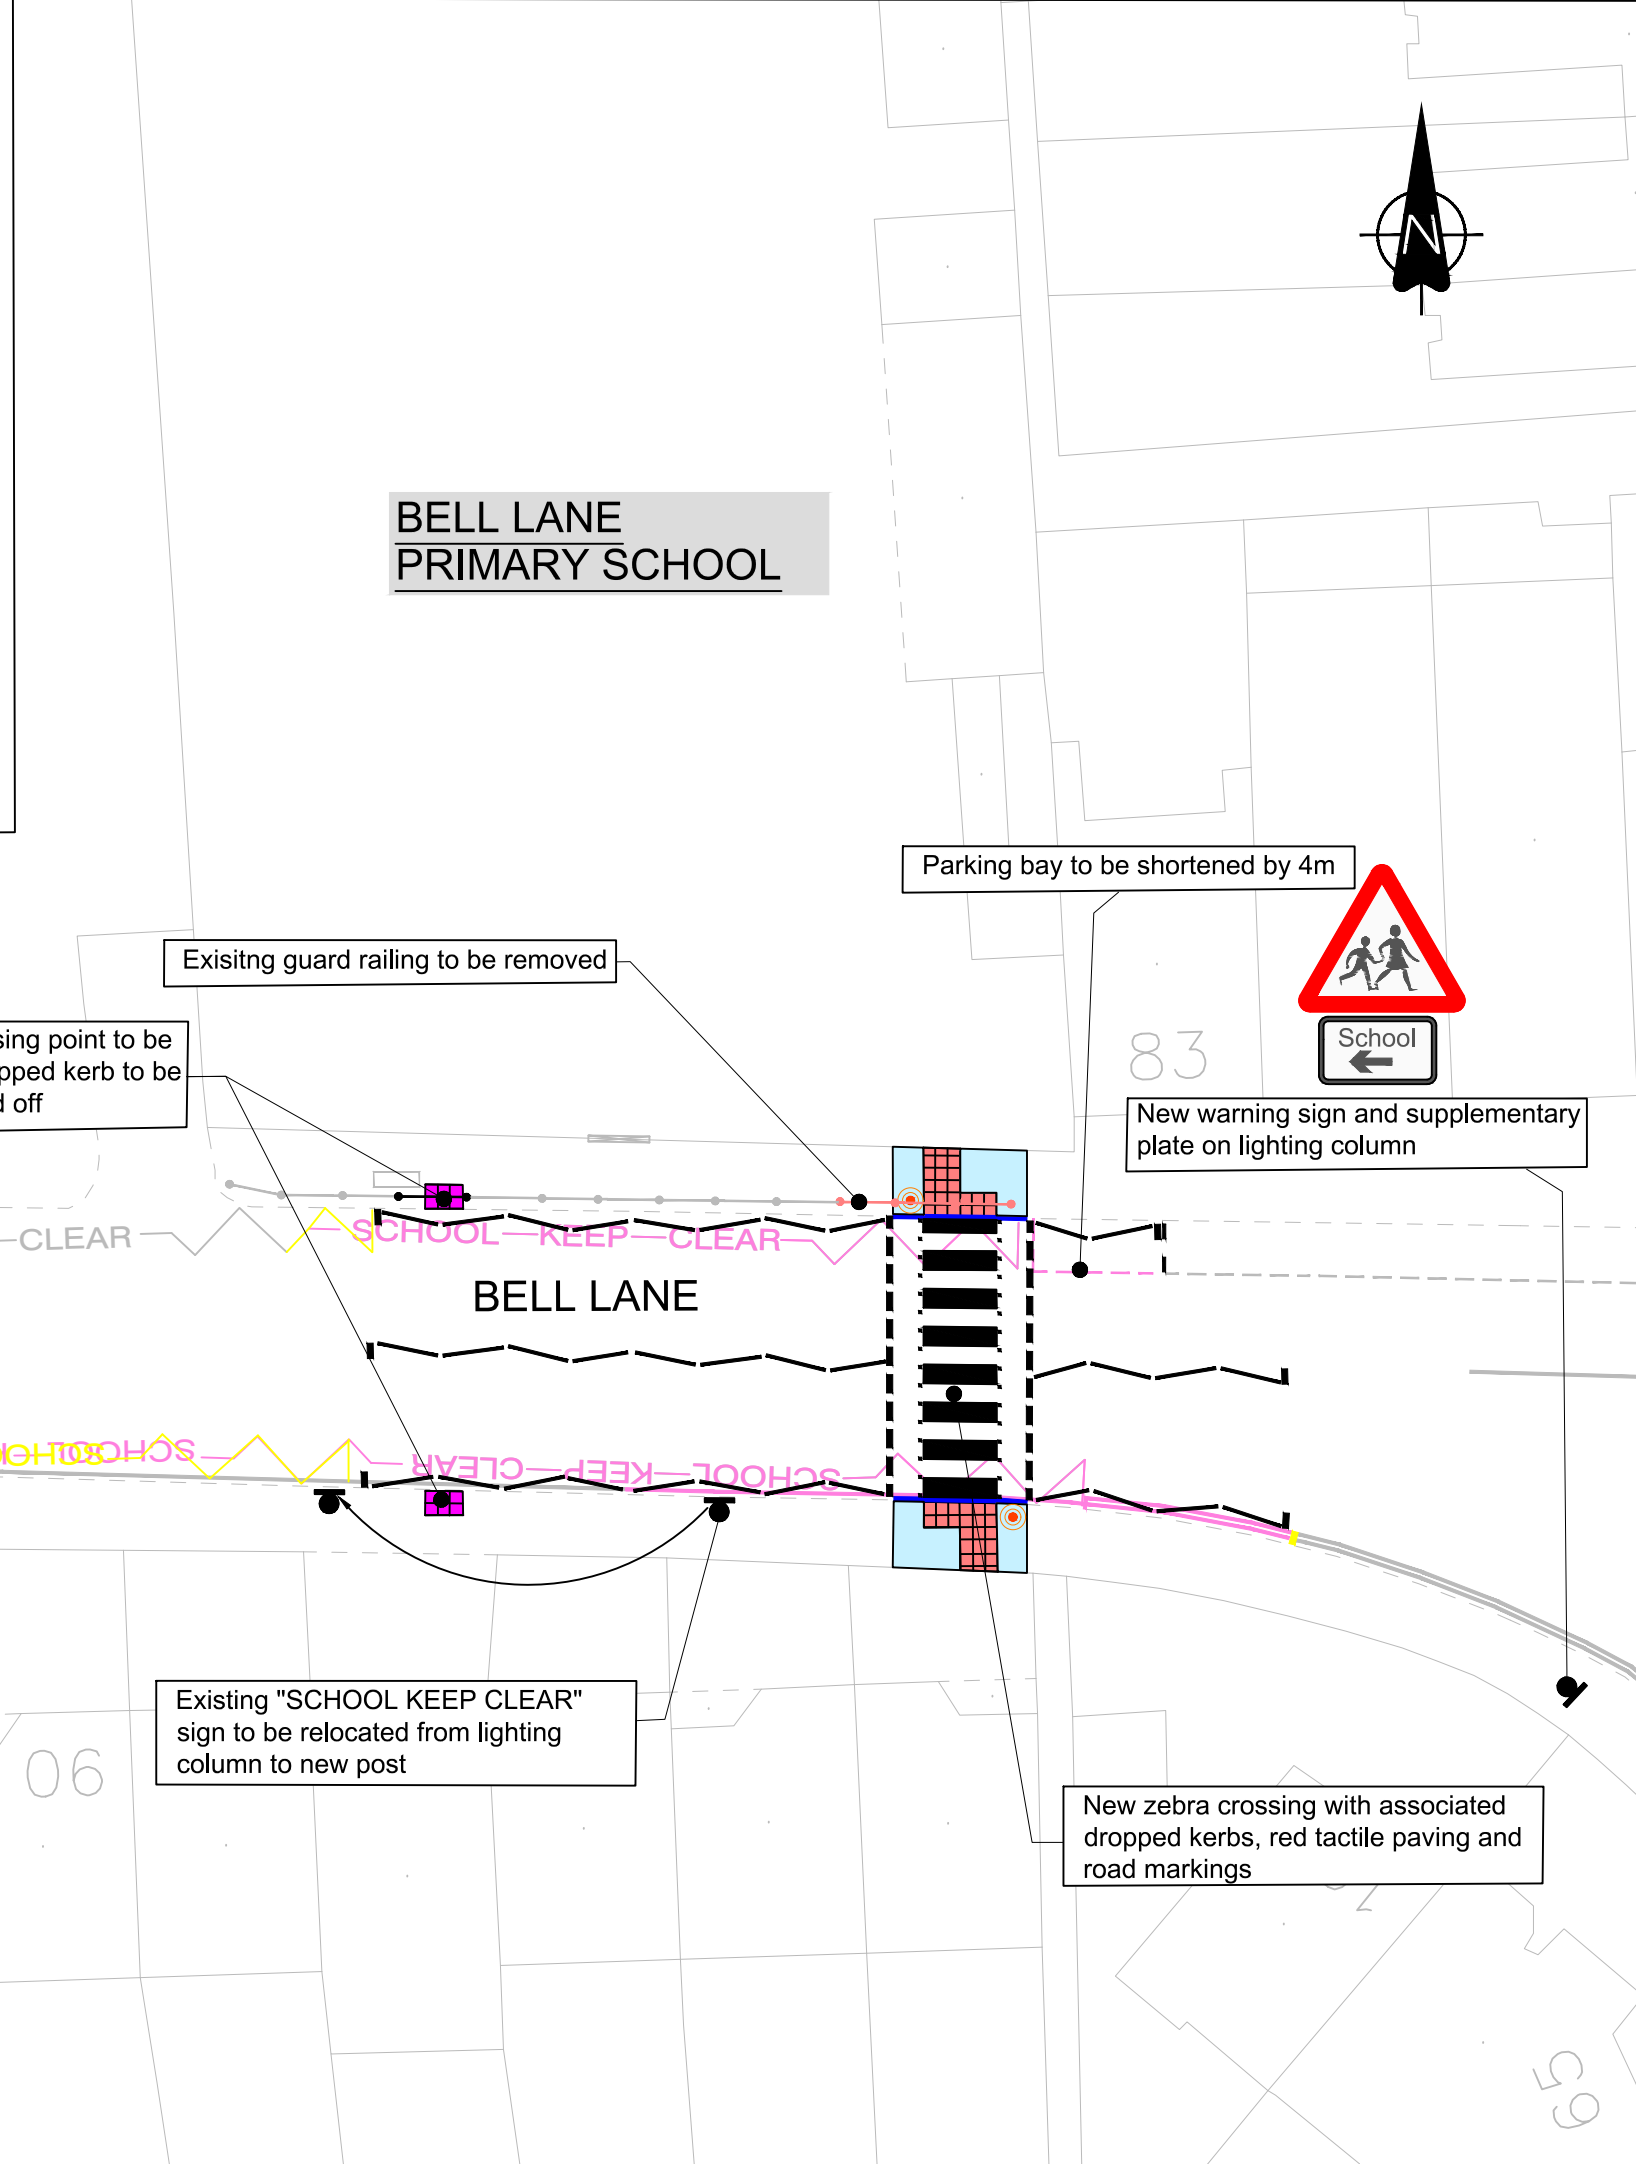 N
BELL LANE
PRIMARY SCHOOL
Parking bay to be shortened by 4m
Exisitng guard railing to be removed
School
83
point to be
kerb to be
off
New warning sign and supplementary
plate on lighting column
CLEAR
SCHOOL KEEP CLEAR
BELL LANE
SCHOOL
SCHOOL KEEP CLEAR
Existing "SCHOOL KEEP CLEAR"
sign to be relocated from lighting
column to new post
90
New zebra crossing with associated
dropped kerbs, red tactile paving and
road markings
59